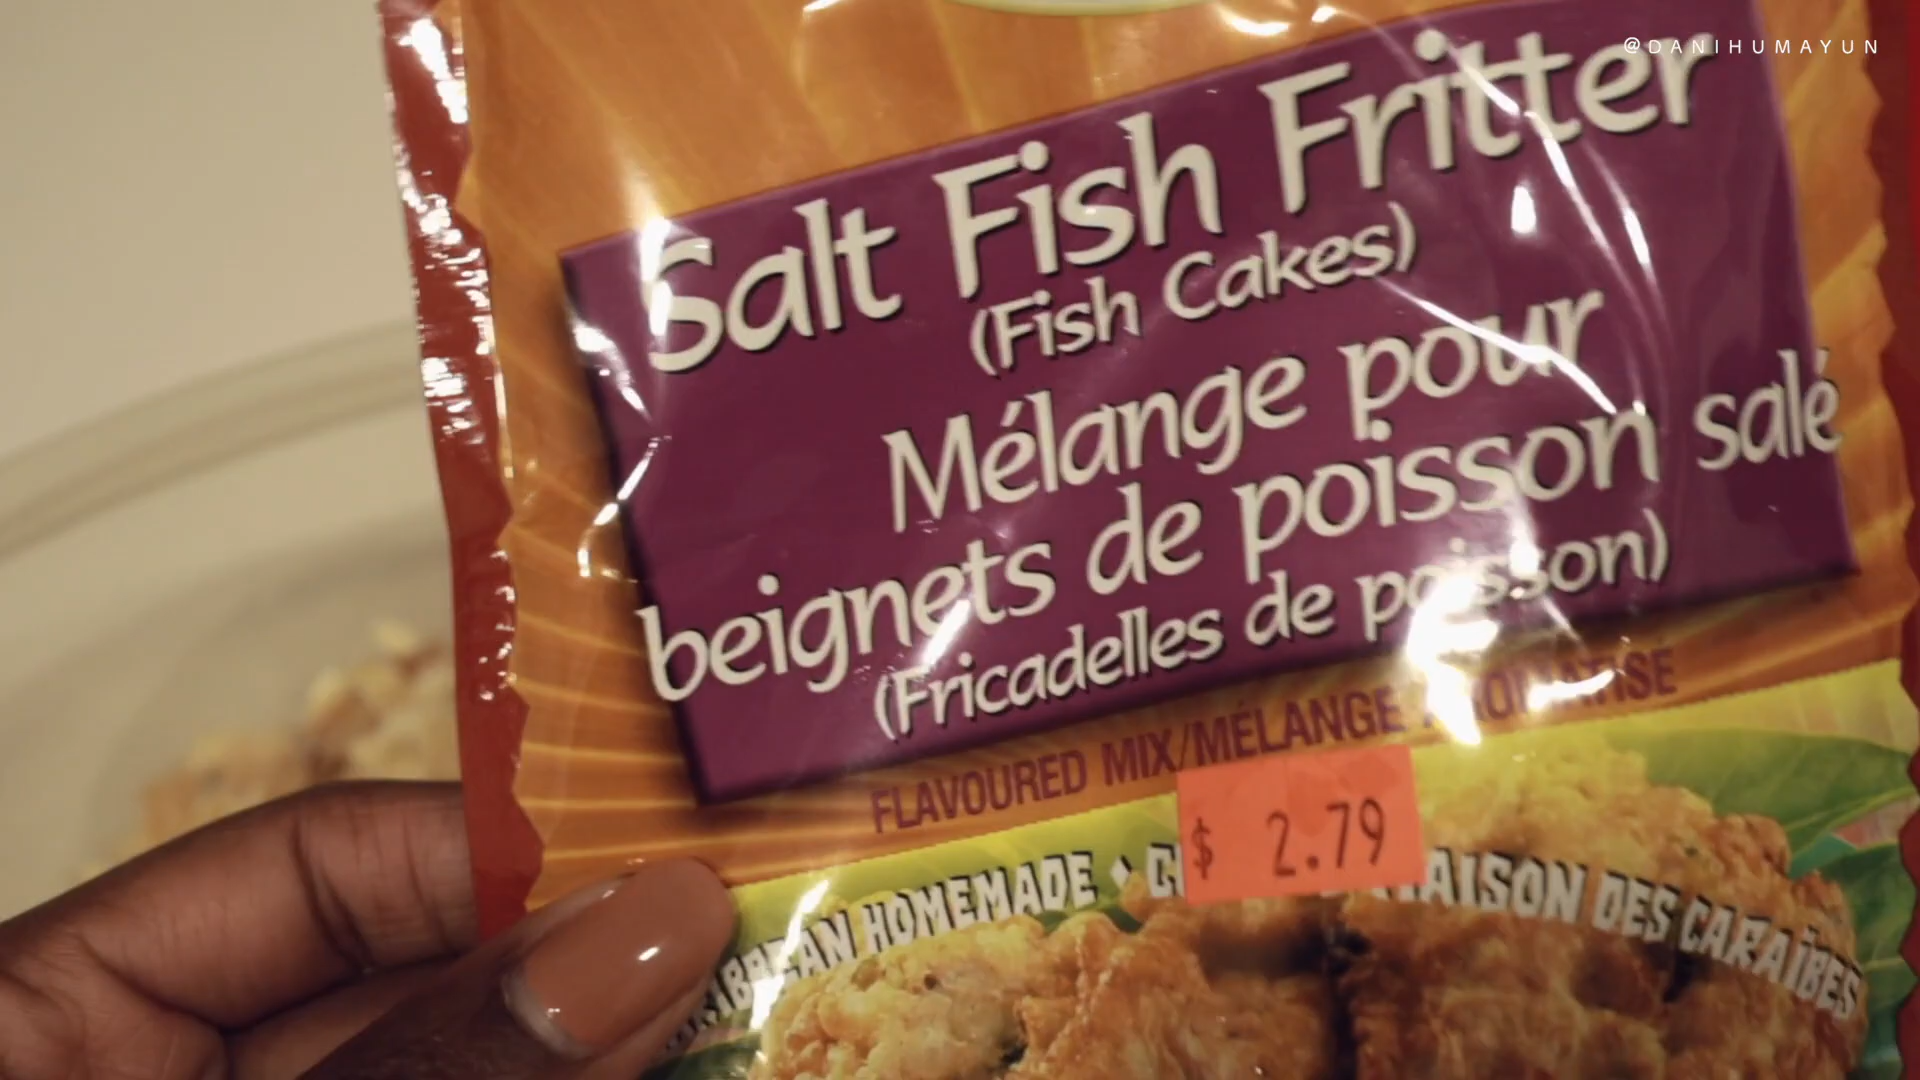 @DANIHUMAYUN
Salt Fish Fritter
(Fish Cakes)
Mélange pour
beignets de poisson salé
(Fricadelles de poisson)
FLAVOURED MIX/MÉLANGE AROMATISÉ
$ 2.79
HOMEMADE • MAISON DES CARAÏBES